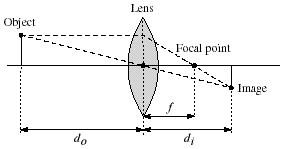 Lens
Object
Focal point
Image
f
d_o
d_i